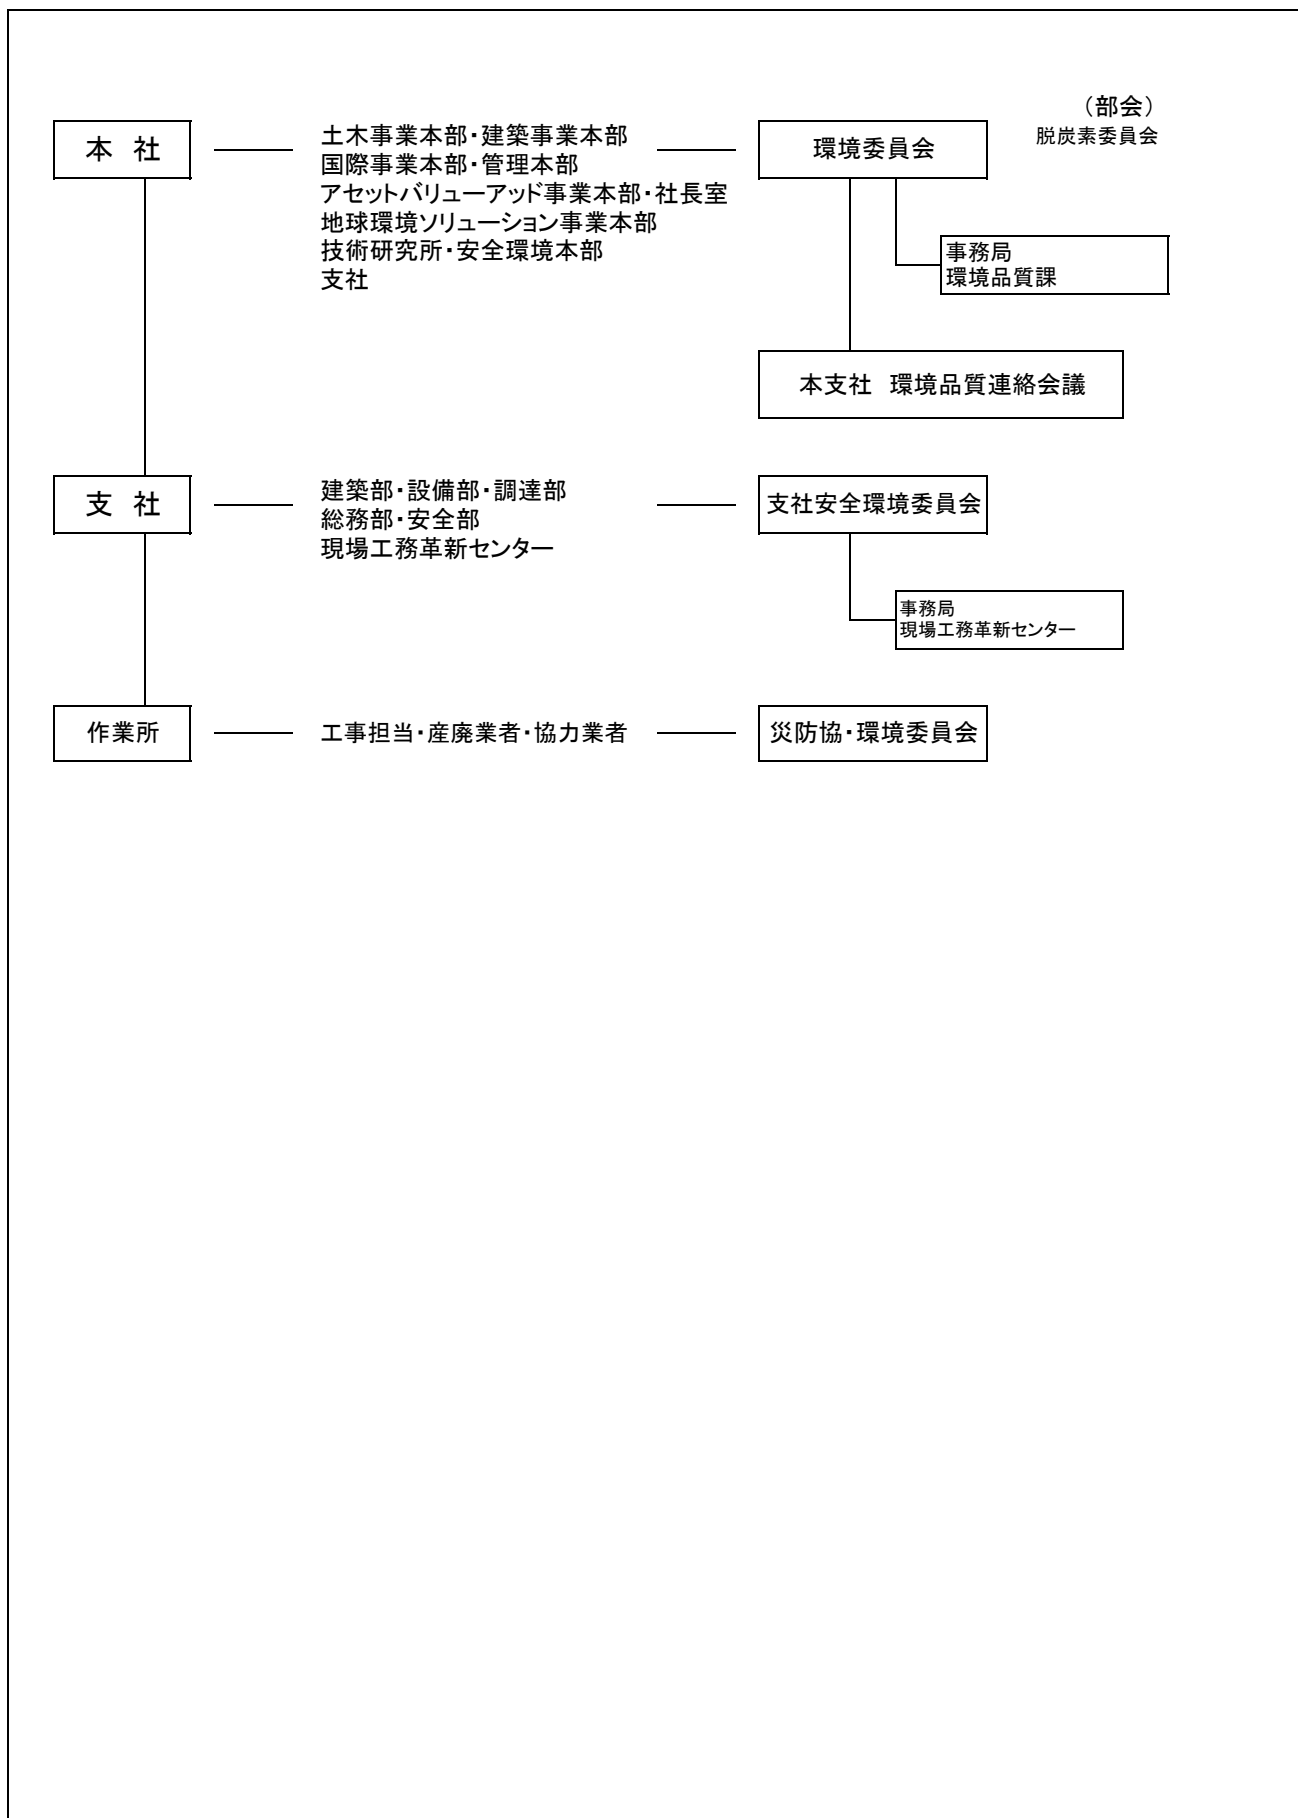 （部会）
脱炭素委員会
本　社
土木事業本部・建築事業本部
国際事業本部・管理本部
アセットバリューアッド事業本部・社長室
地球環境ソリューション事業本部
技術研究所・安全環境本部
支社
環境委員会
事務局
環境品質課
本支社　環境品質連絡会議
支　社
建築部・設備部・調達部
総務部・安全部
現場工務革新センター
支社安全環境委員会
事務局
現場工務革新センター
作業所
工事担当・産廃業者・協力業者
災防協・環境委員会